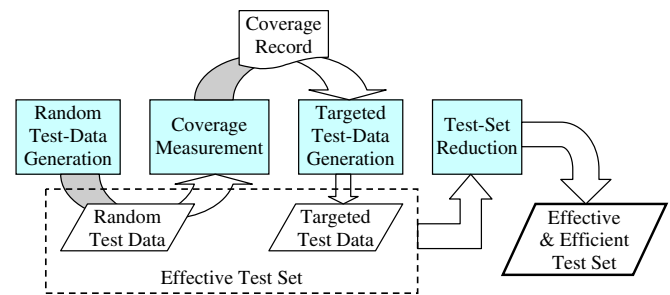 Coverage
Record
Random
Test-Data
Generation
Coverage
Measurement
Targeted
Test-Data
Generation
Test-Set
Reduction
Random
Test Data
Targeted
Test Data
Effective
& Efficient
Test Set
Effective Test Set